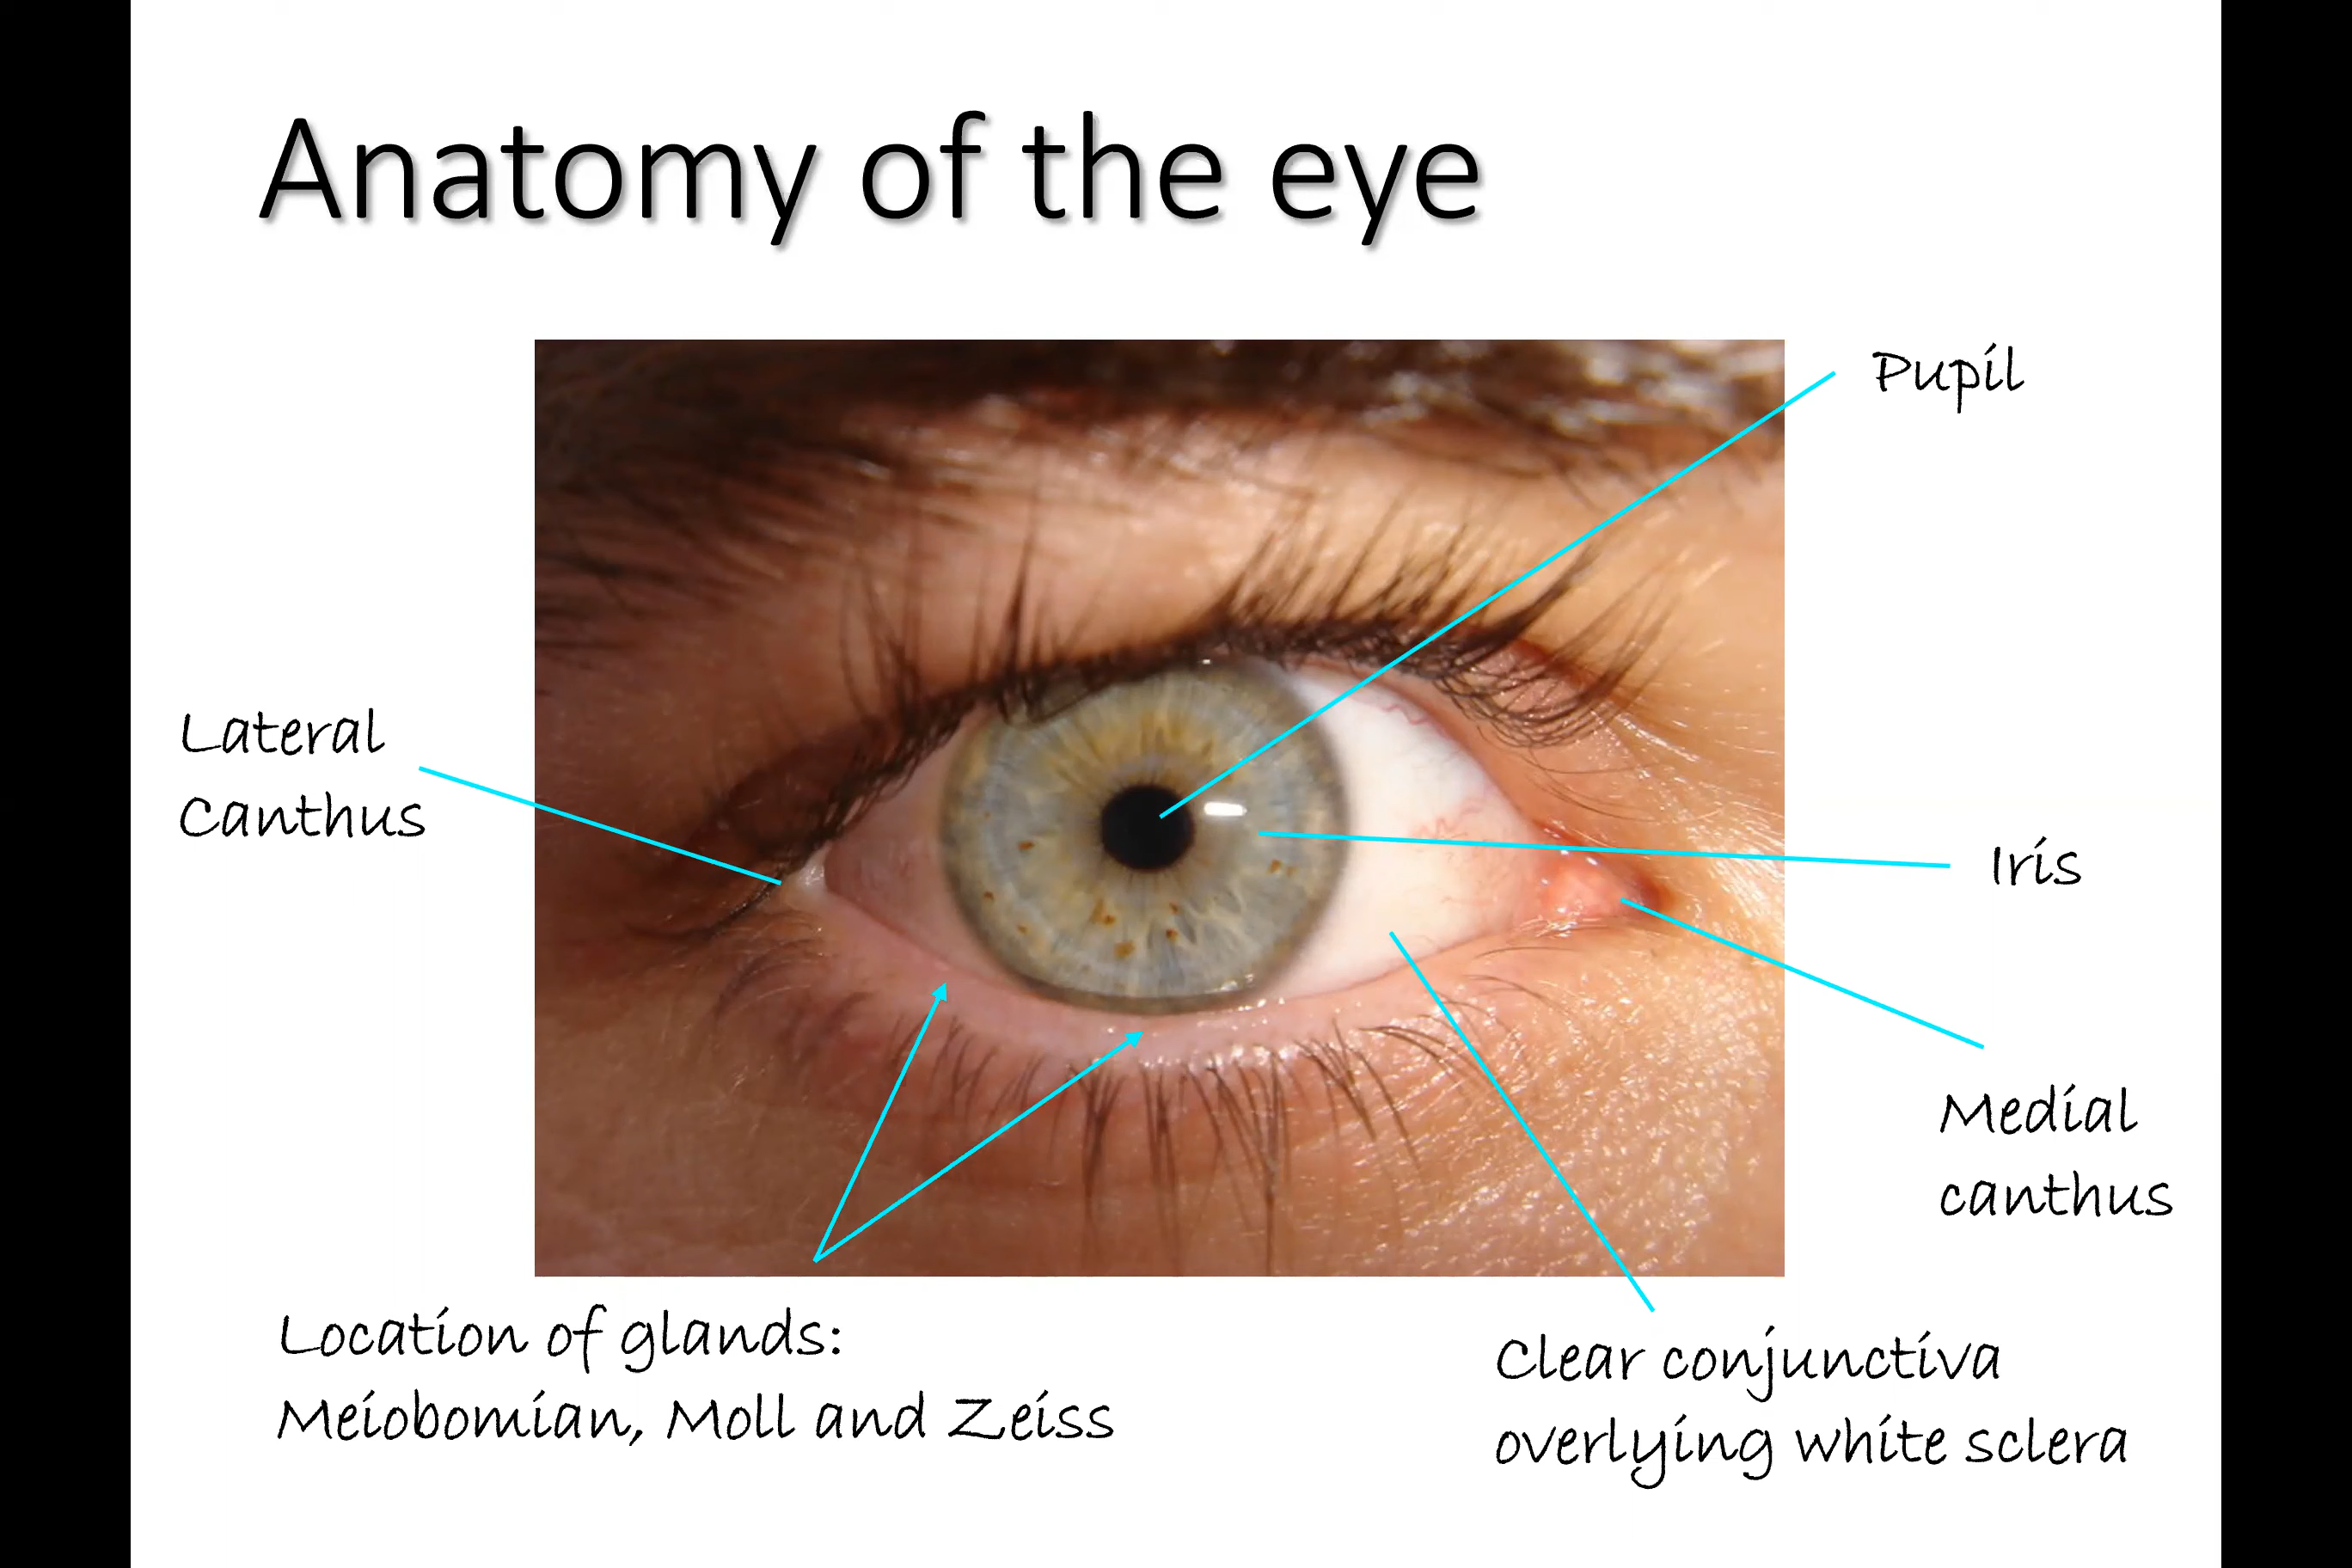 Anatomy of the eye
Pupil
Lateral
Canthus
Iris
Medial
canthus
Location of glands:
Meiobomian, Moll and Zeiss
Clear conjunctiva
overlying white sclera